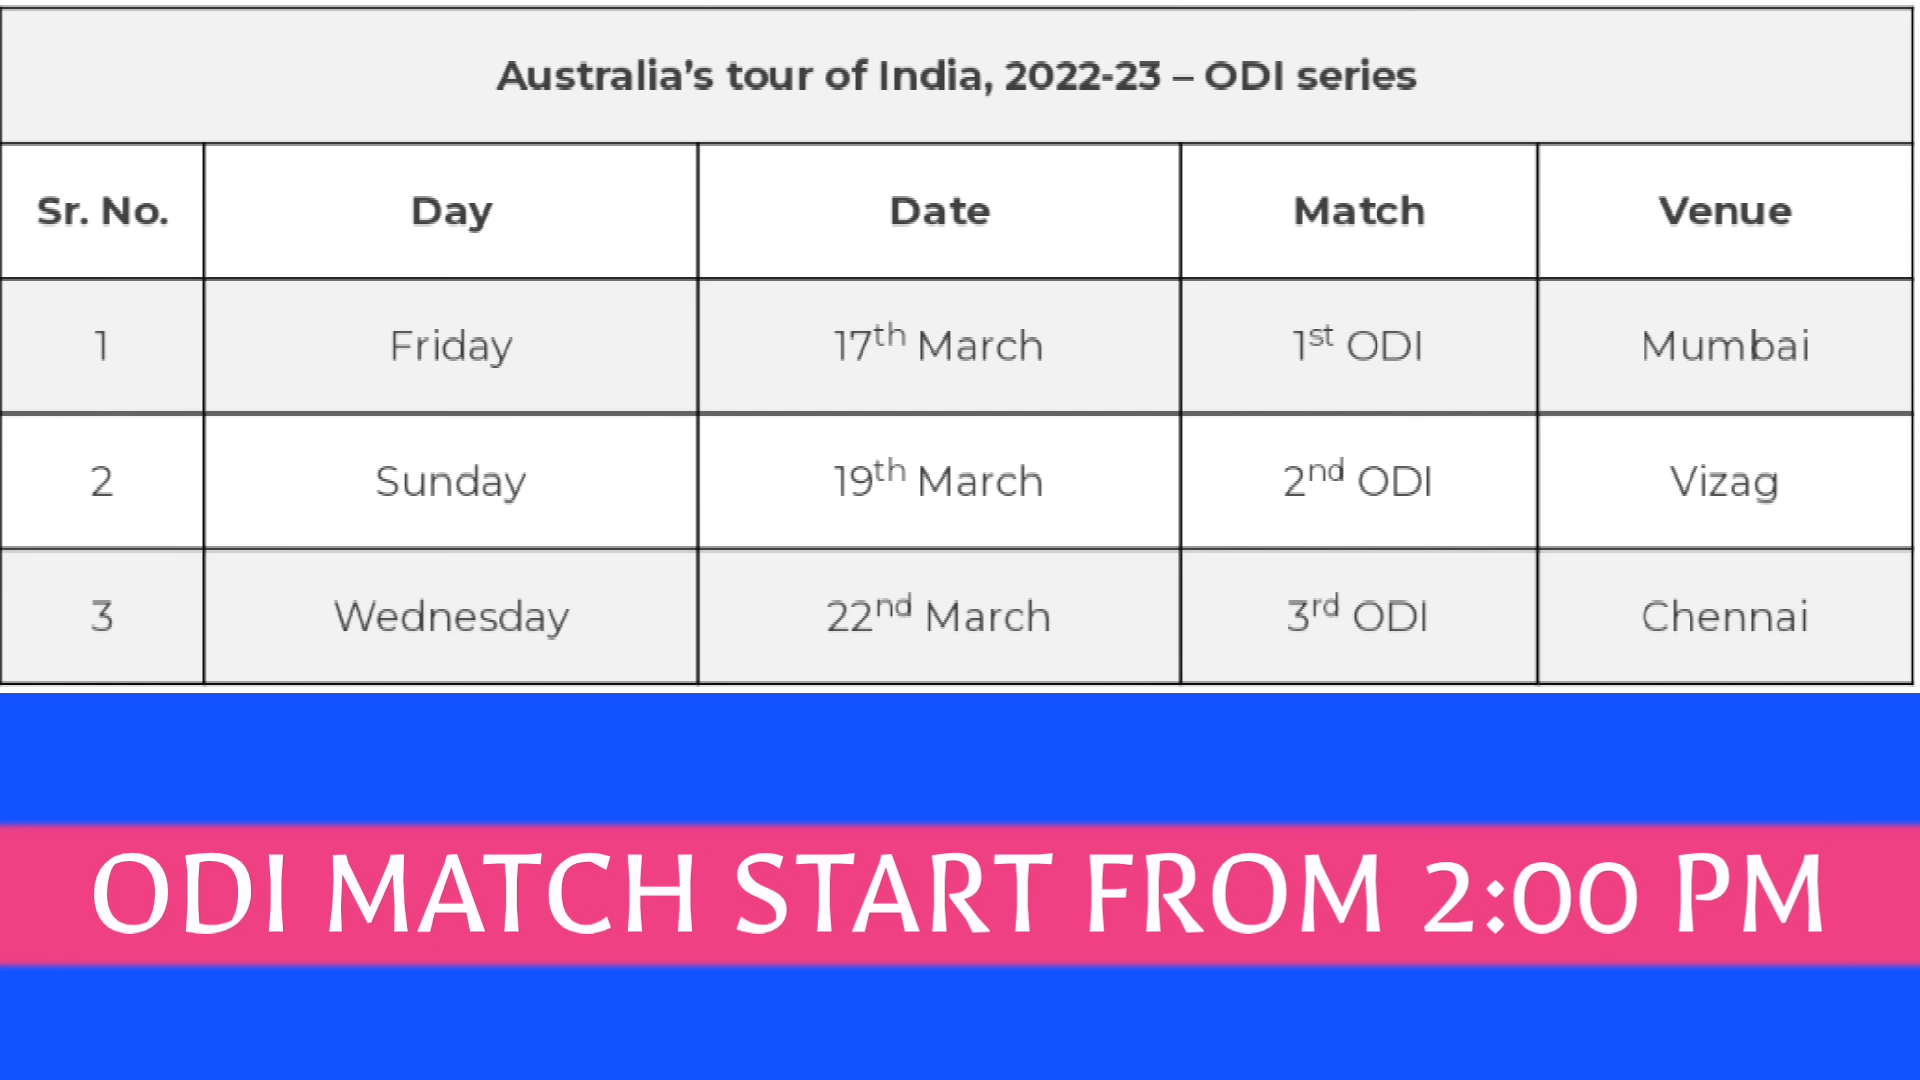 Australia’s tour of India, 2022-23 – ODI series
Sr. No. Day Date Match Venue
1 Friday 17th March 1st ODI Mumbai
2 Sunday 19th March 2nd ODI Vizag
3 Wednesday 22nd March 3rd ODI Chennai
ODI MATCH START FROM 2:00 PM